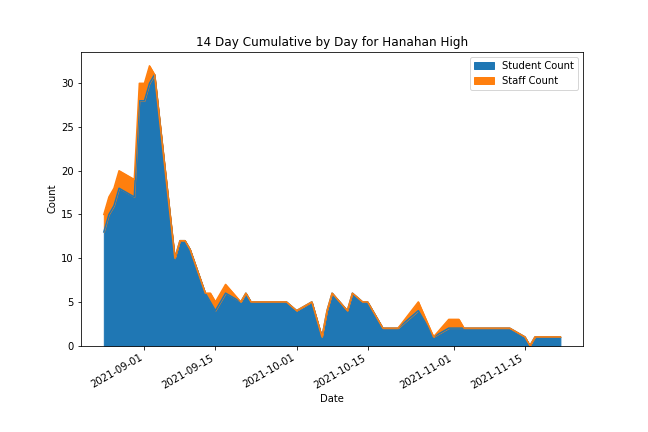 14 Day Cumulative by Day for Hanahan High
Student Count
Staff Count
Count
30
25
20
15
10
5
0
2021-09-01
2021-09-15
2021-10-01
2021-10-15
2021-11-01
2021-11-15
Date